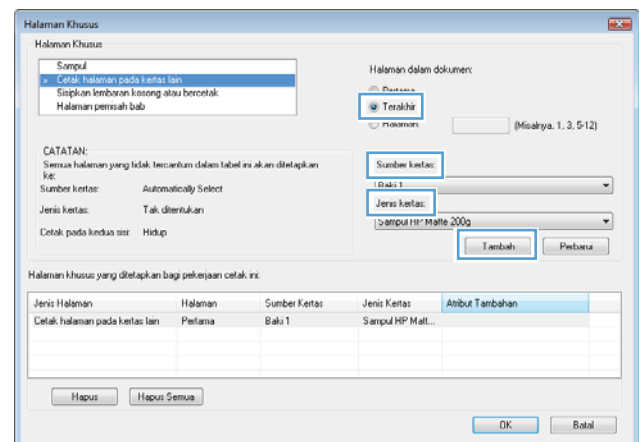 Halaman Khusus
Halaman Khusus
Sampul
> Cetak halaman pada kertas lain
Sisipkan lembaran kosong atau bercetak
Halaman pemisah bab
Halaman dalam dokumen:
Pertama
Terakhir
Halaman: (Misalnya, 1, 3, 5-12)
CATATAN:
Semua halaman yang tidak tercantum dalam tabel ini akan ditetapkan
ke:
Sumber kertas: Automatically Select
Jenis kertas: Tak ditentukan
Cetak pada kedua sisi: Hidup
Sumber kertas:
Baki 1
Jenis kertas:
Sampul HP Matte 200g
Tambah Perbarui
Halaman khusus yang ditetapkan bagi pekerjaan cetak ini:
Jenis Halaman Halaman Sumber Kertas Jenis Kertas Atribut Tambahan
Cetak halaman pada kertas lain Pertama Baki 1 Sampul HP Matt...
Hapus Hapus Semua
OK Batal